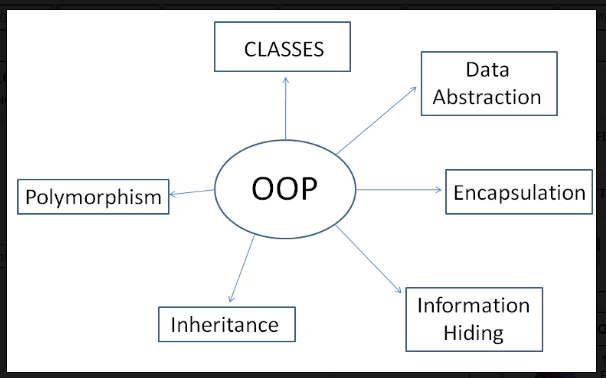 CLASSES
Data
Abstraction
OOP
Polymorphism
Encapsulation
Inheritance
Information
Hiding